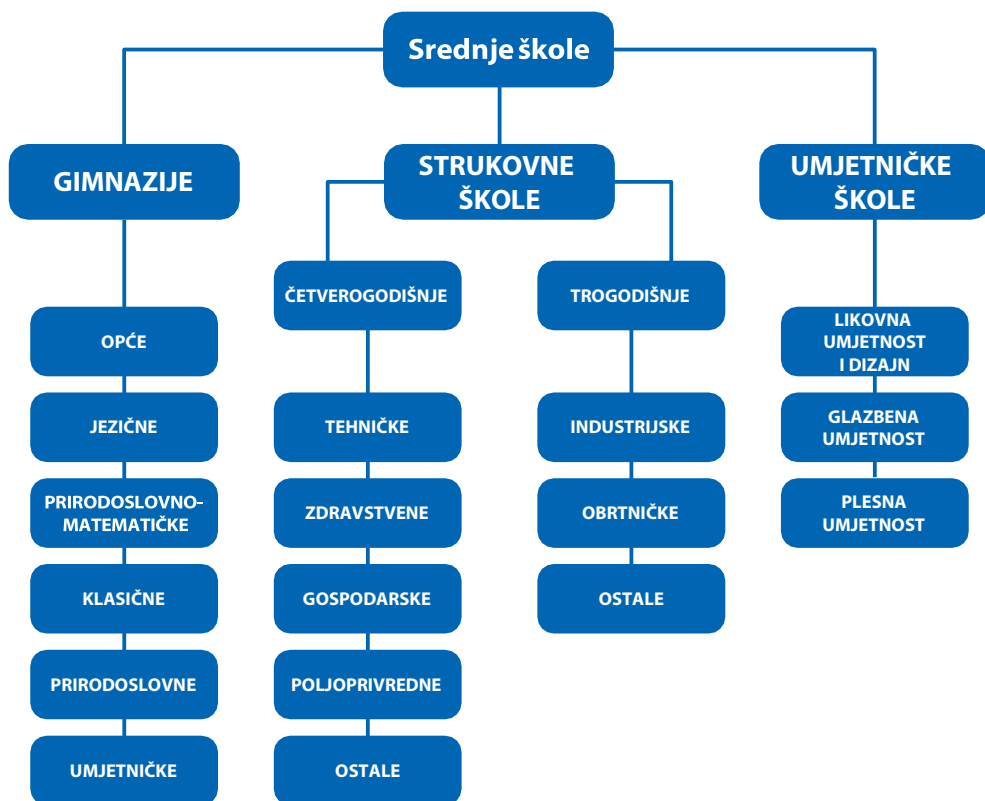 Srednje škole
GIMNAZIJE
STRUKOVNE
ŠKOLE
UMJETNIČKE
ŠKOLE
OPĆE
JEZIČNE
PRIRODOSLOVNO-
MATEMATIČKE
KLASIČNE
PRIRODOSLOVNE
UMJETNIČKE
ČETVEROGODIŠNJE
TEHNIČKE
ZDRAVSTVENE
GOSPODARSKE
POLJOPRIVREDNE
OSTALE
TROGODIŠNJE
INDUSTRIJSKE
OBRTNIČKE
OSTALE
LIKOVNA
UMJETNOST
I DIZAJN
GLAZBENA
UMJETNOST
PLESNA
UMJETNOST